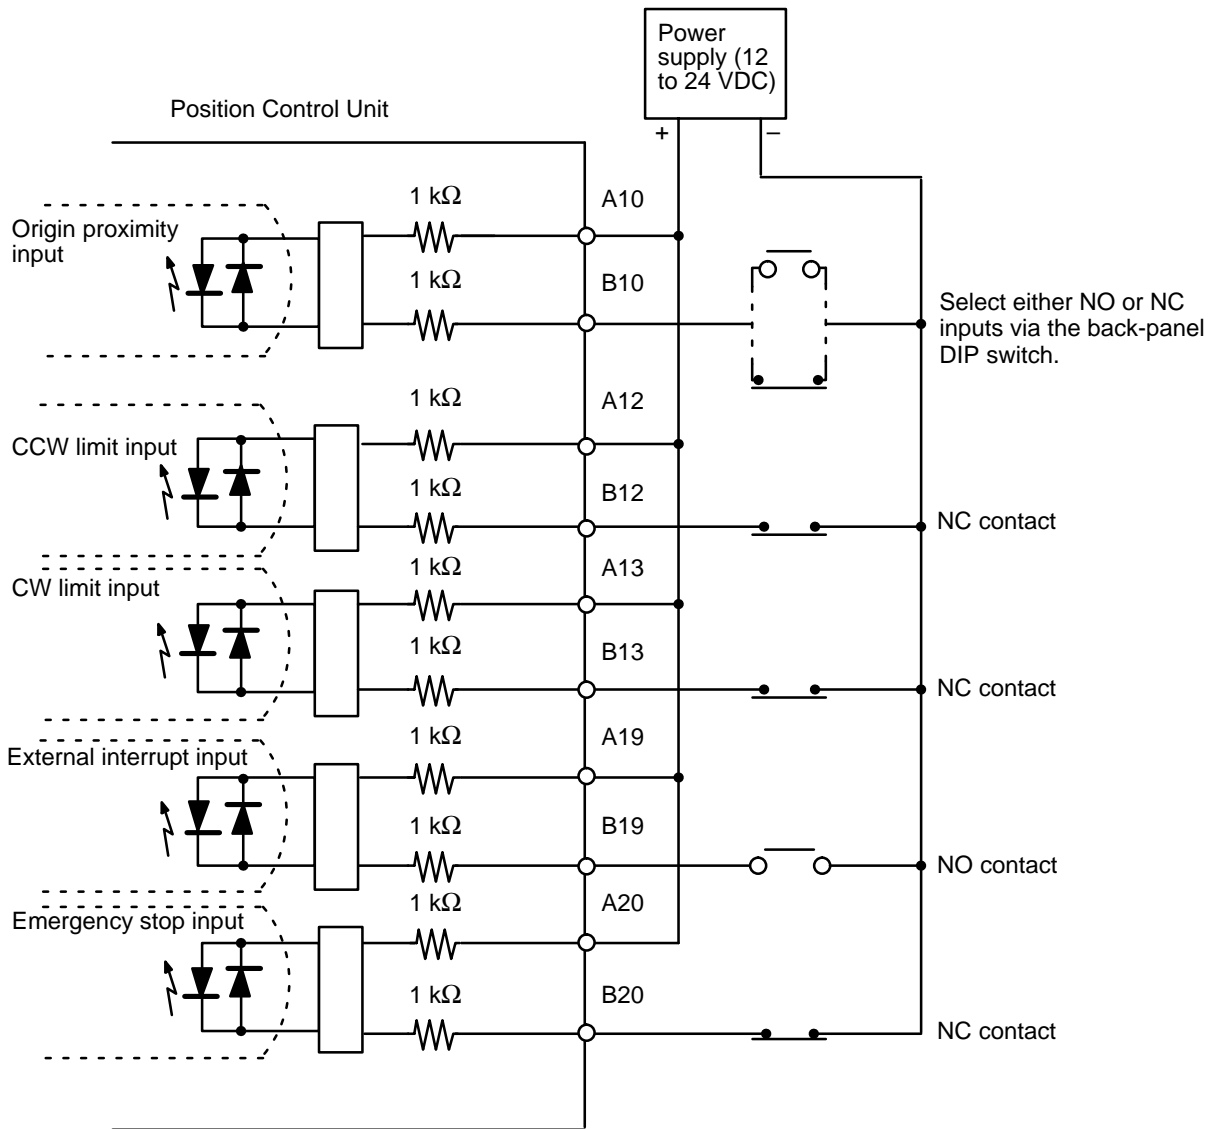 Power
supply (12
to 24 VDC)
Position Control Unit
+
–
1 kΩ
A10
Origin proximity
input
1 kΩ
B10
Select either NO or NC
inputs via the back-panel
DIP switch.
1 kΩ
A12
CCW limit input
1 kΩ
B12
NC contact
1 kΩ
A13
CW limit input
1 kΩ
B13
NC contact
1 kΩ
A19
External interrupt input
1 kΩ
B19
NO contact
1 kΩ
A20
Emergency stop input
1 kΩ
B20
NC contact